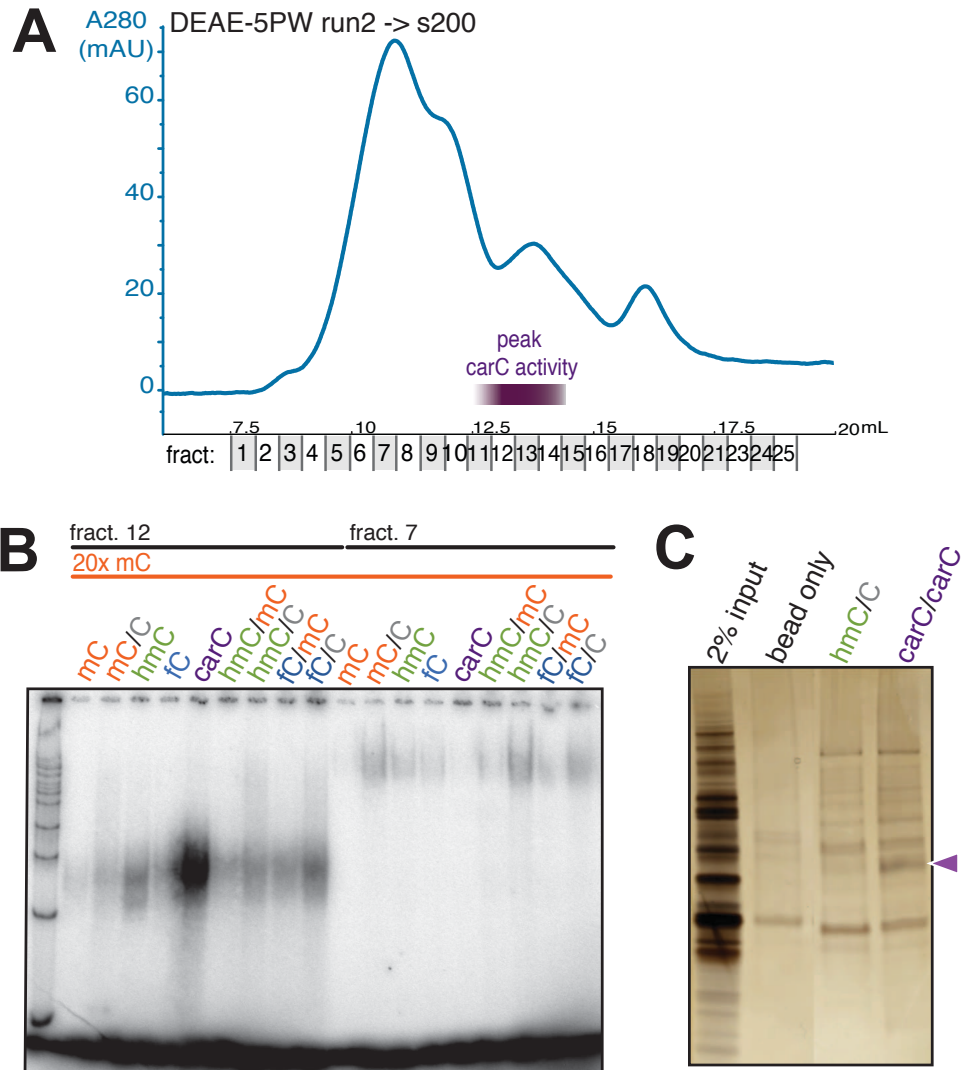 A
A280
(mAU)
DEAE-5PW run2 -> s200
60
40
20
0
peak
carC activity
7.5 10 12.5 15 17.5 20 mL
fract: 1 2 3 4 5 6 7 8 9 10 11 12 13 14 15 16 17 18 19 20 21 23 24 25
B
fract. 12 fract. 7
20x mC
mC mC/C hmC fC carC hmC/mC hmC/C fC/mC fC/C mC mC/C hmC fC carC hmC/mC hmC/C fC/mC fC/C
C
2% input bead only hmC/C carC/carC